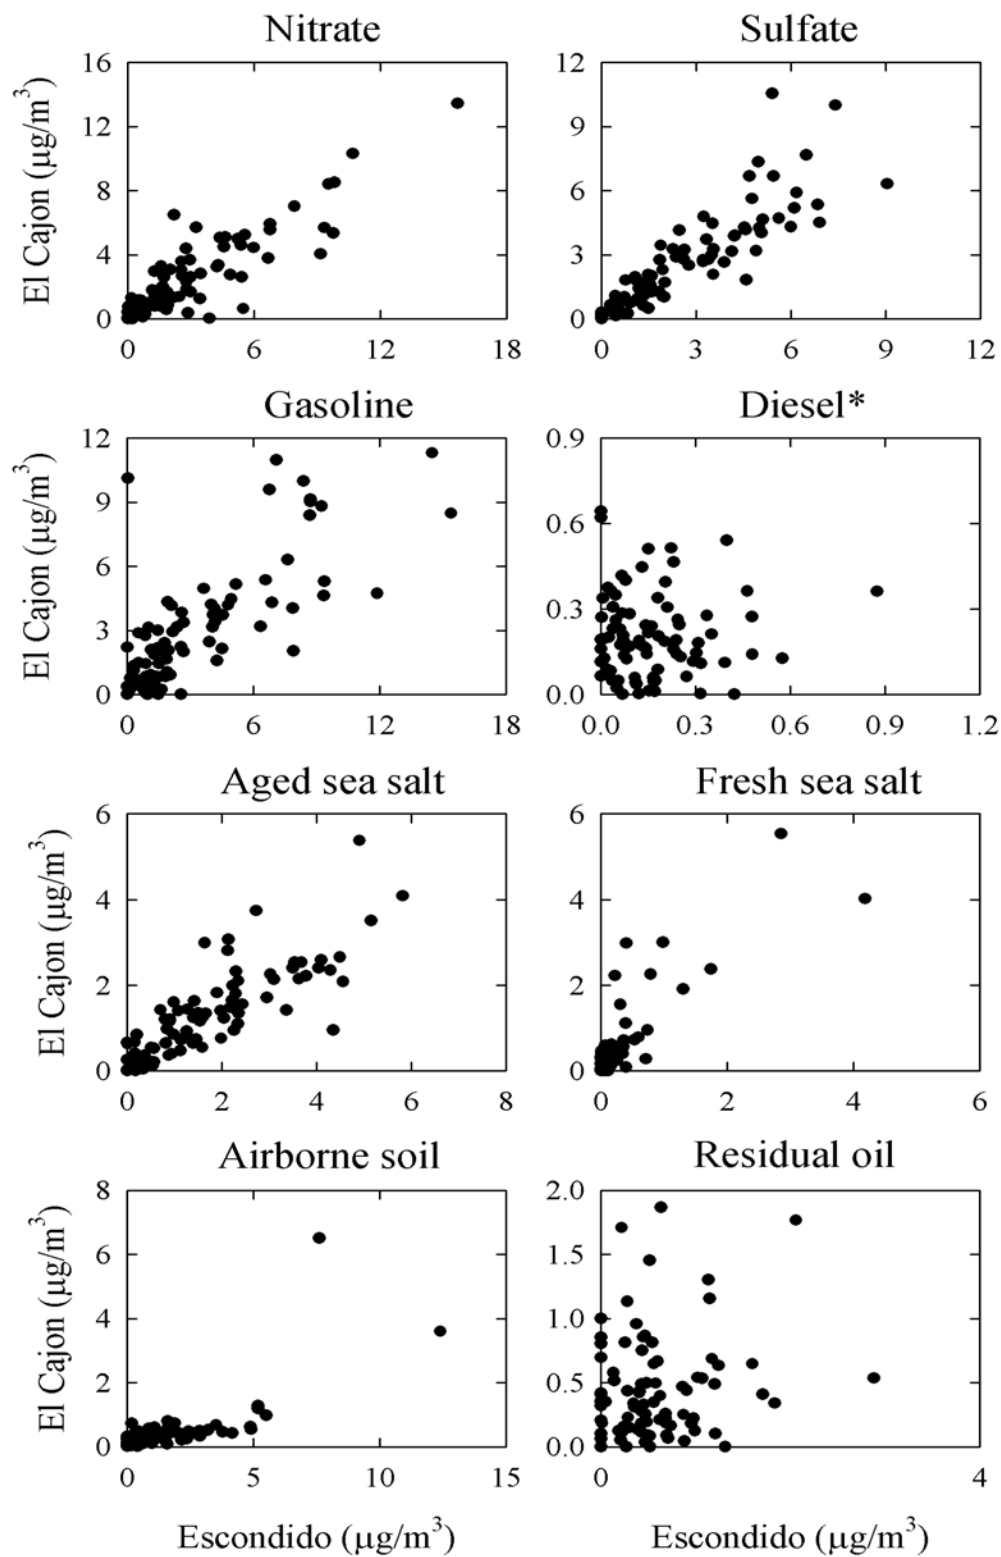 Nitrate Sulfate
El Cajon (μg/m³)
16
12
8
4
0
0 6 12 18
12
9
6
3
0
0 3 6 9 12
Gasoline Diesel*
El Cajon (μg/m³)
12
9
6
3
0
0 6 12 18
0.9
0.6
0.3
0.0
0.0 0.3 0.6 0.9 1.2
Aged sea salt Fresh sea salt
El Cajon (μg/m³)
6
4
2
0
0 2 4 6 8
6
4
2
0
0 2 4 6
Airborne soil Residual oil
El Cajon (μg/m³)
8
6
4
2
0
0 5 10 15
2.0
1.5
1.0
0.5
0.0
0 4
Escondido (μg/m³) Escondido (μg/m³)